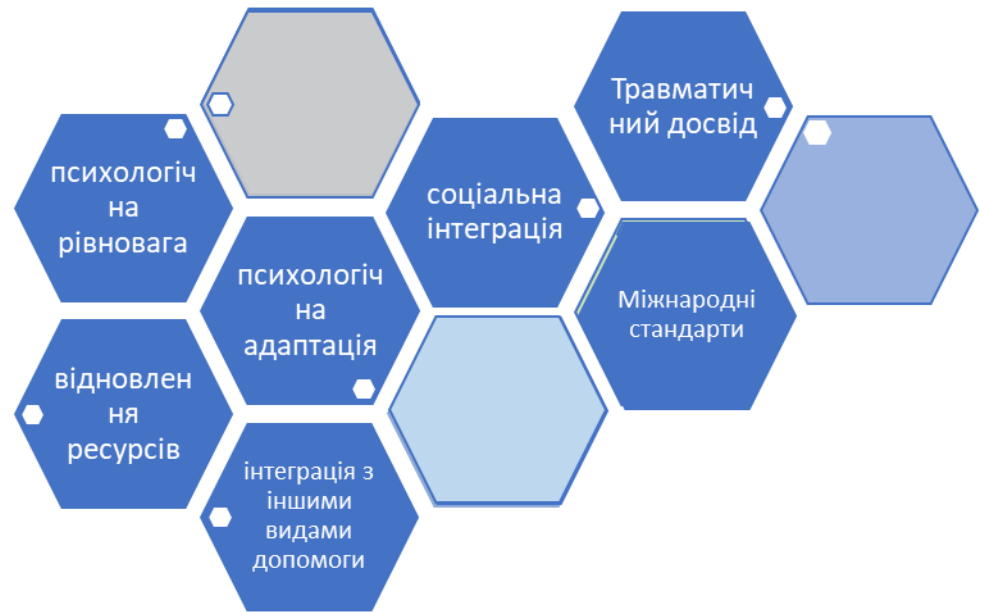 Травматич
ний досвід
психологіч
на
рівновага
соціальна
інтеграція
психологіч
на
адаптація
Міжнародні
стандарти
відновлен
ня
ресурсів
інтеграція з
іншими
видами
допомоги